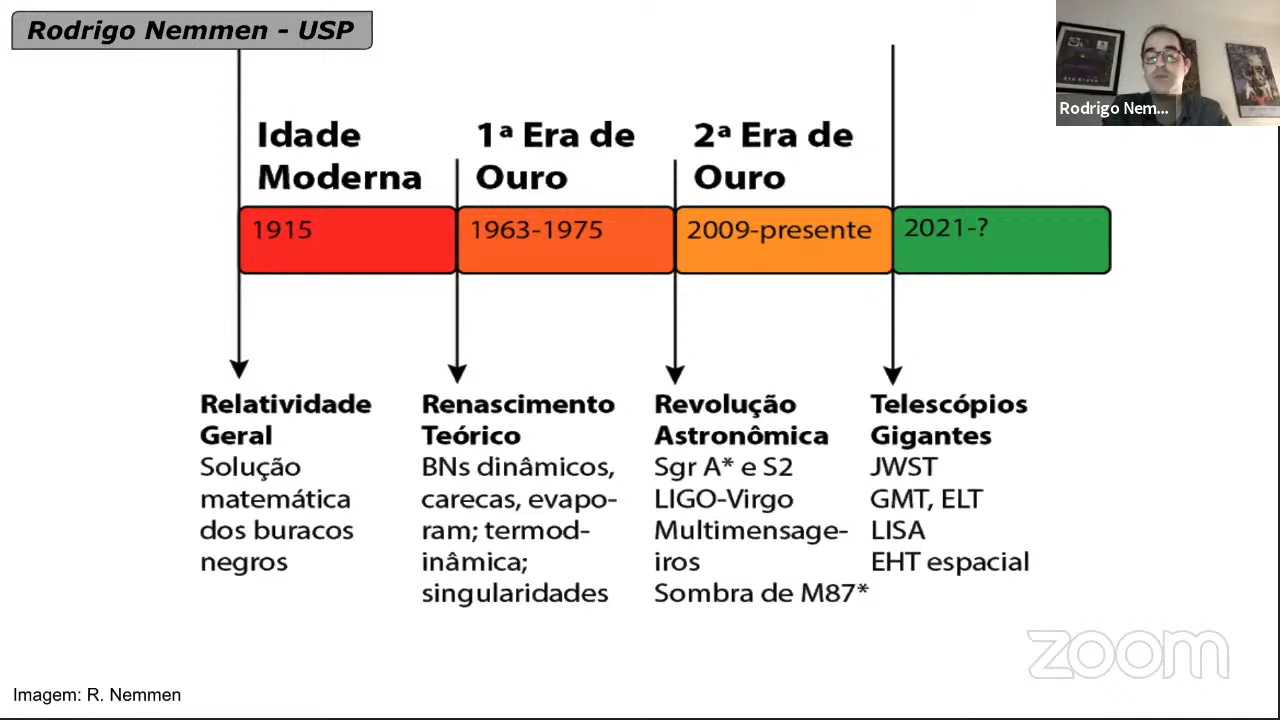 Rodrigo Nemmen - USP
Rodrigo Nem...
Idade
Moderna
1ª Era de
Ouro
2ª Era de
Ouro
1915
1963-1975
2009-presente
2021-?
Relatividade
Geral
Solução
matemática
dos buracos
negros
Renascimento
Teórico
BNs dinâmicos,
carecas, evapo-
ram; termod-
inâmica;
singularidades
Revolução
Astronômica
Sgr A* e S2
LIGO-Virgo
Multimensage-
iros
Sombra de M87*
Telescópios
Gigantes
JWST
GMT, ELT
LISA
EHT espacial
zoom
Imagem: R. Nemmen